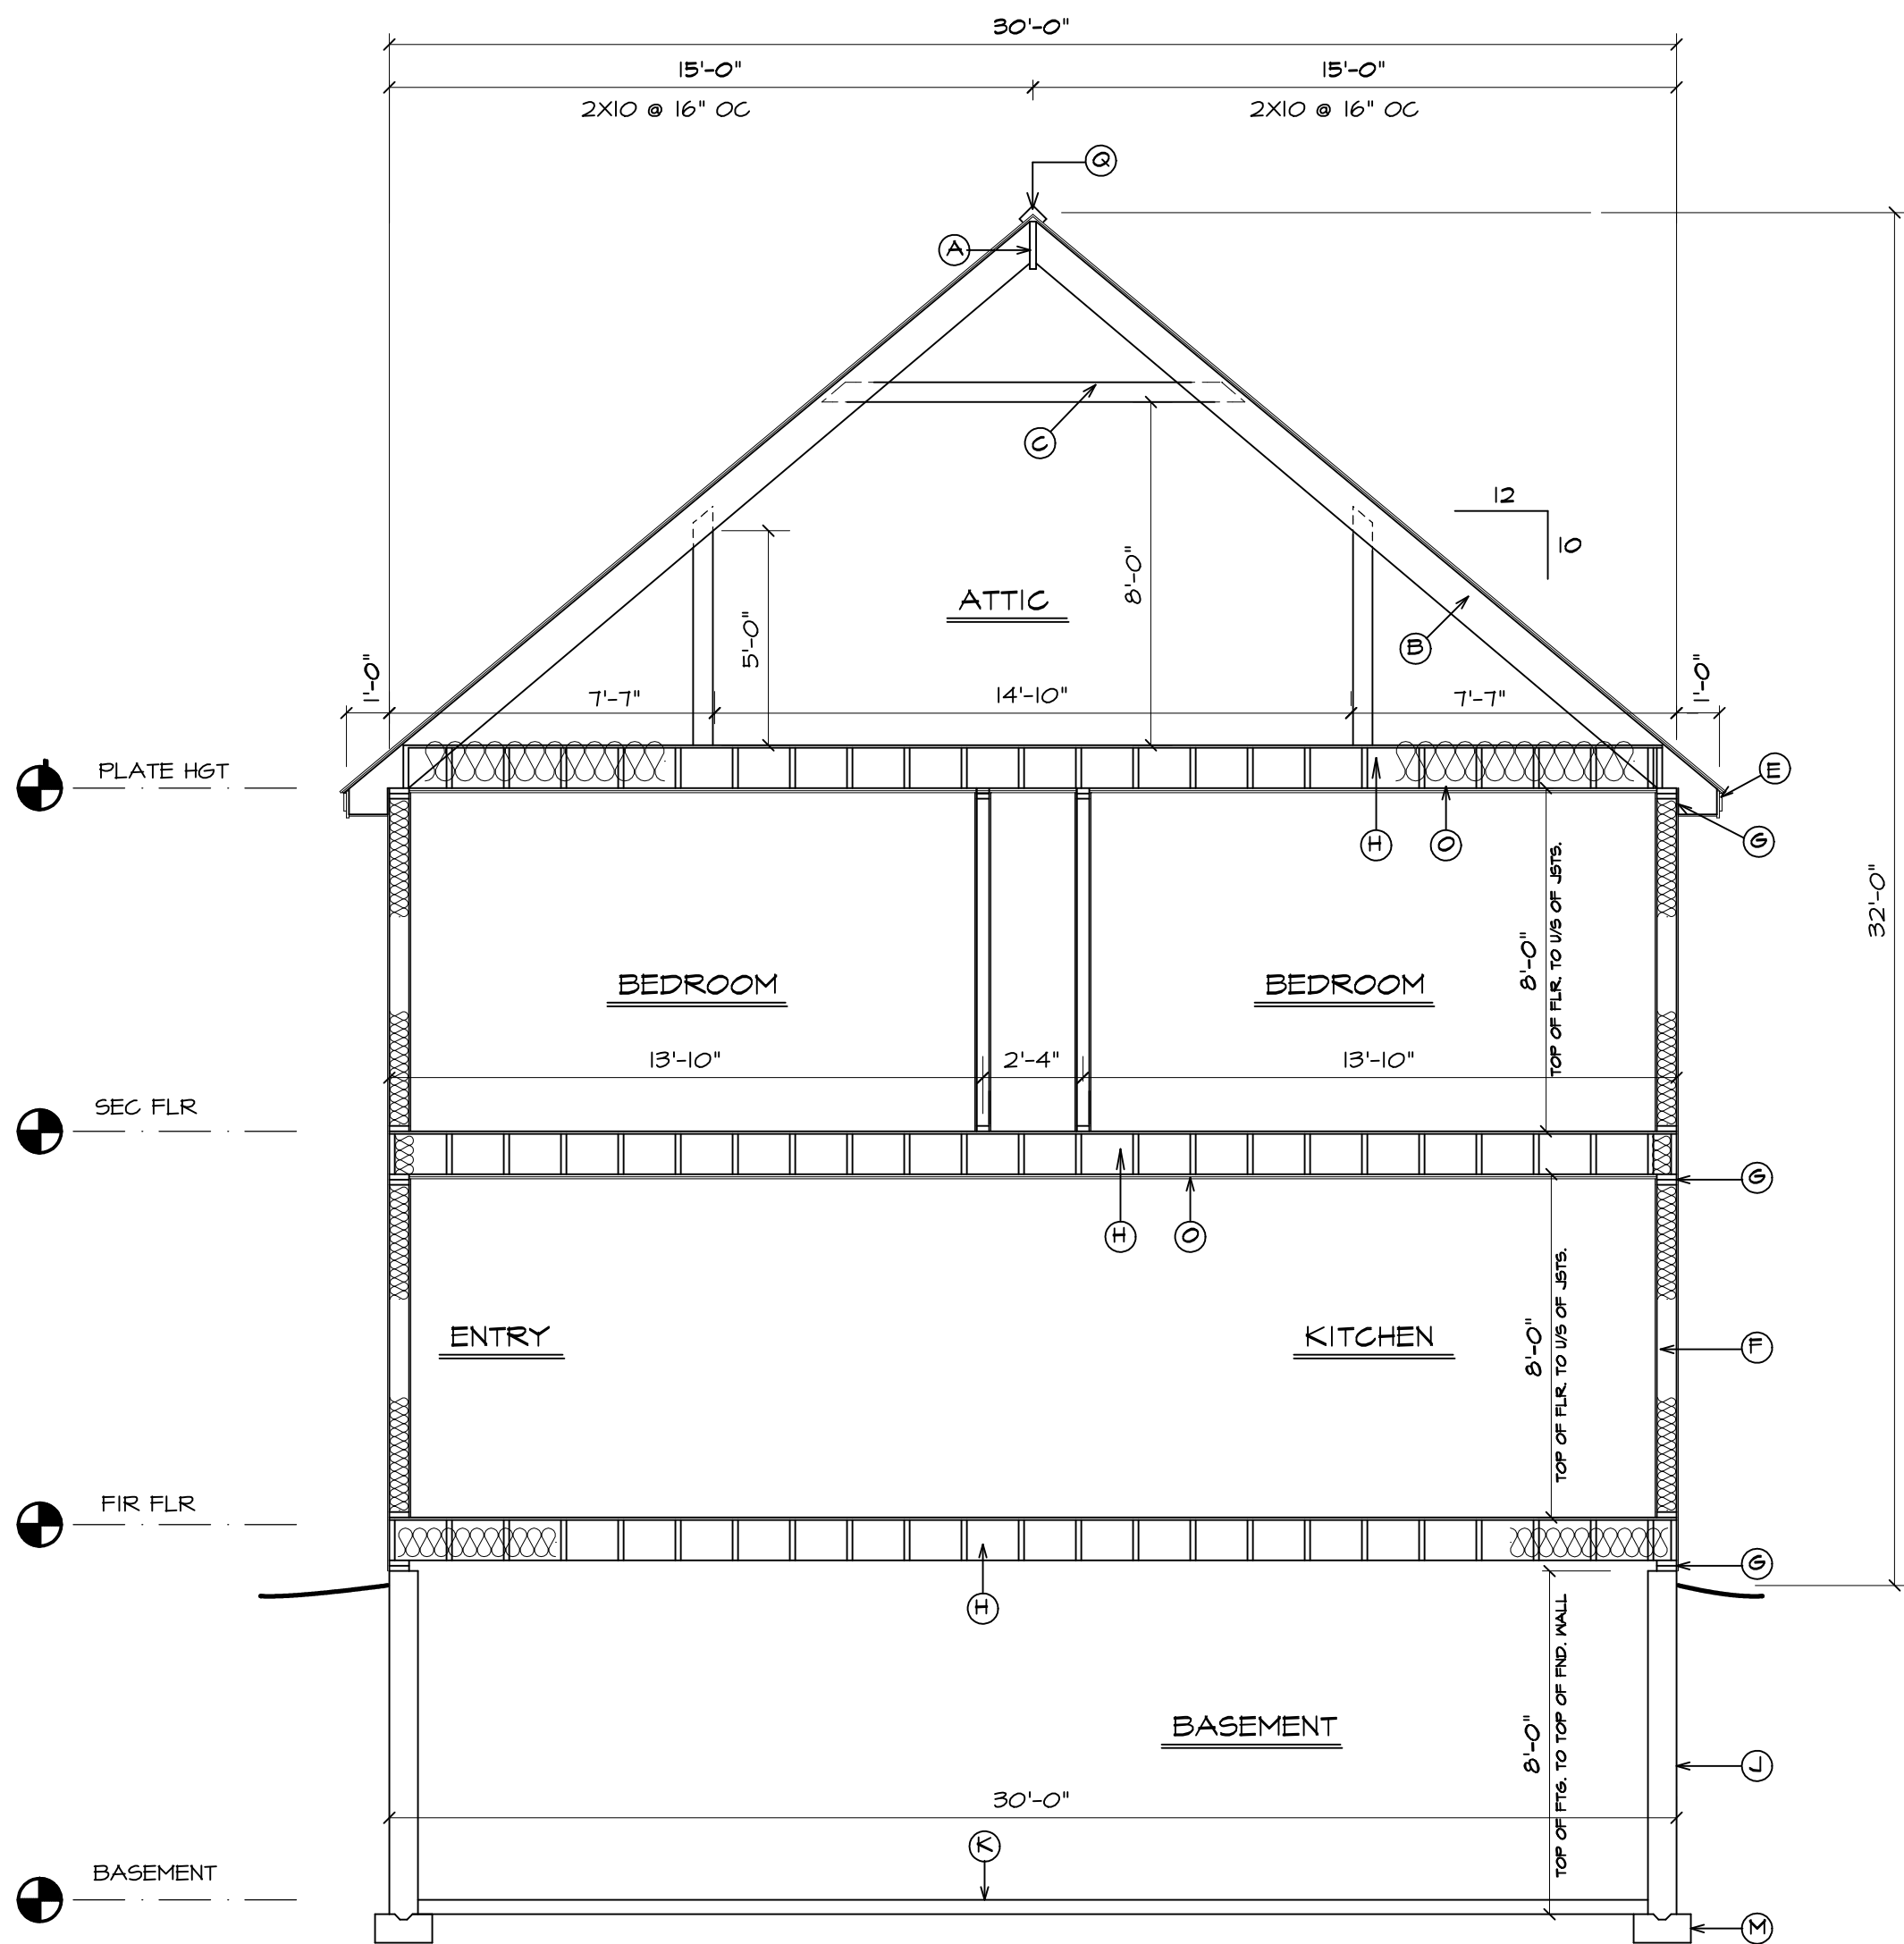 30'-0"
15'-0" 15'-0"
2X10 @ 16" OC 2X10 @ 16" OC
Q
A
C
12
10
ATTIC
8'-0"
5'-0"
B
1'-0" 7'-7" 14'-10" 7'-7" 1'-0"
PLATE HGT
E
H O G
32'-0"
BEDROOM BEDROOM
8'-0"
TOP OF FLR. TO U/S OF JSTS.
13'-10" 2'-4" 13'-10"
SEC FLR
G
H O
ENTRY KITCHEN
8'-0"
TOP OF FLR. TO U/S OF JSTS.
F
FIR FLR
G
H
BASEMENT
8'-0"
TOP OF FTG. TO TOP OF FND. WALL
L
30'-0"
K
BASEMENT
M